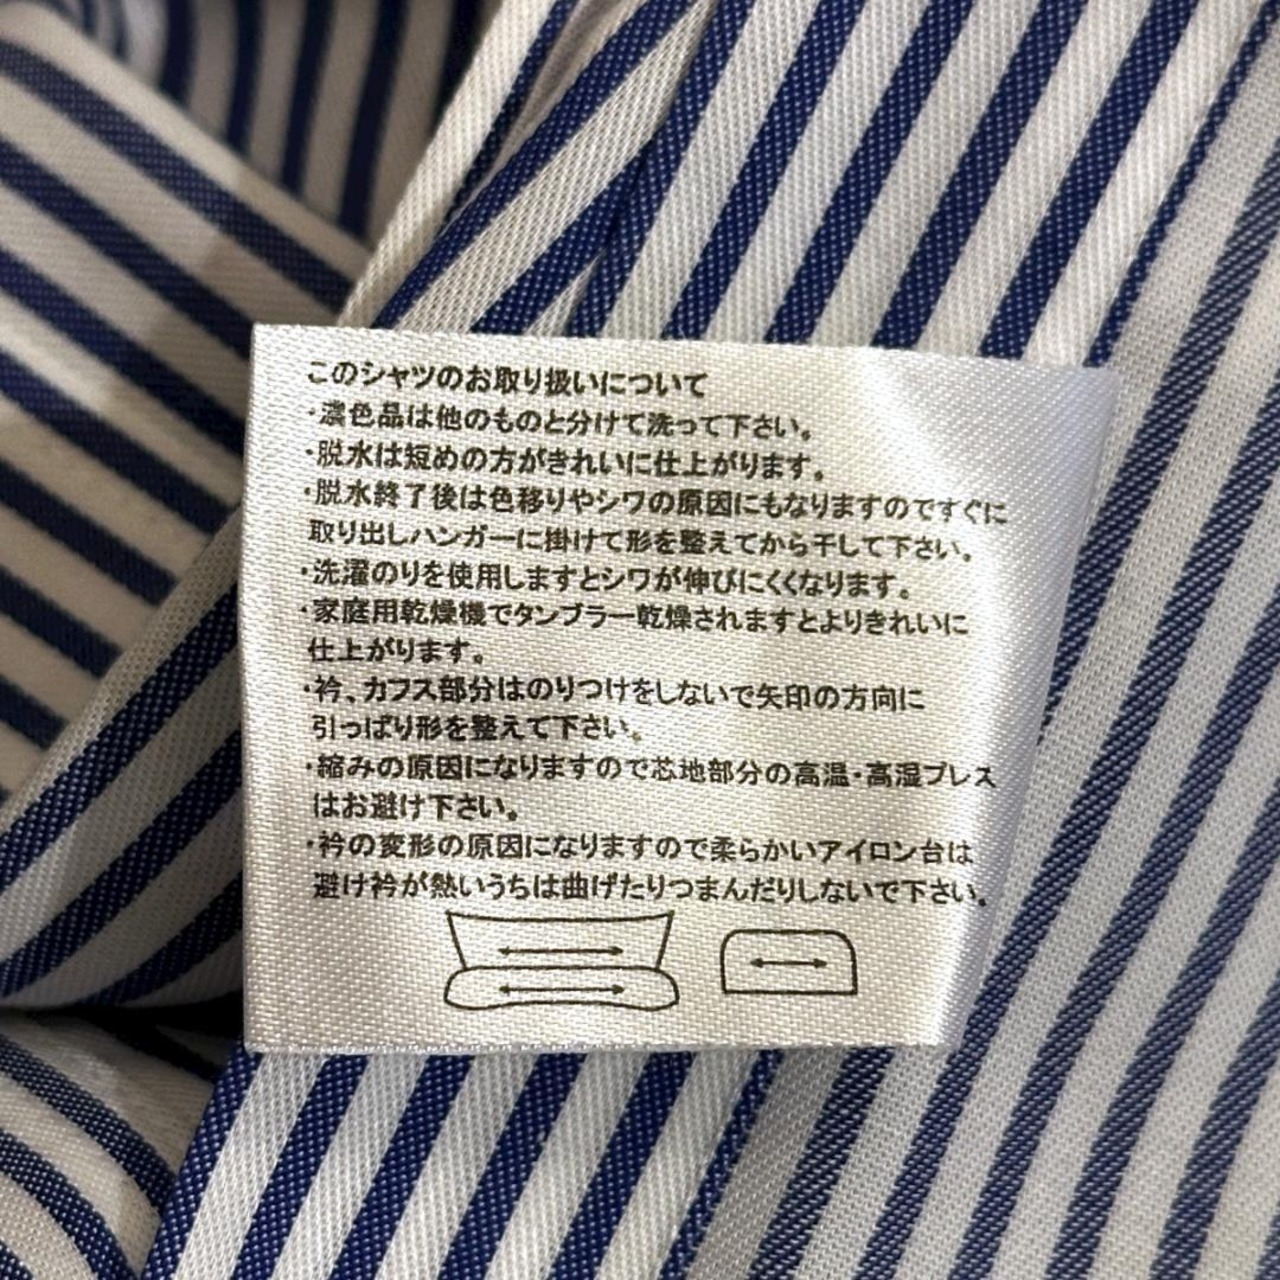 このシャツのお取り扱いについて
・濃色品は他のものと分けて洗って下さい。
・脱水は短めの方がきれいに仕上がります。
・脱水終了後は色移りやシワの原因にもなりますのですぐに
取り出しハンガーに掛けて形を整えてから干して下さい。
・洗濯のりを使用しますとシワが伸びにくくなります。
・家庭用乾燥機でタンブラー乾燥されますとよりきれいに
仕上がります。
・衿、カフス部分はのりつけをしないで矢印の方向に
引っぱり形を整えて下さい。
・縮みの原因になりますので芯地部分の高温・高湿プレス
はお避け下さい。
・衿の変形の原因になりますので柔らかいアイロン台は
避け衿が熱いうちは曲げたりつまんだりしないで下さい。